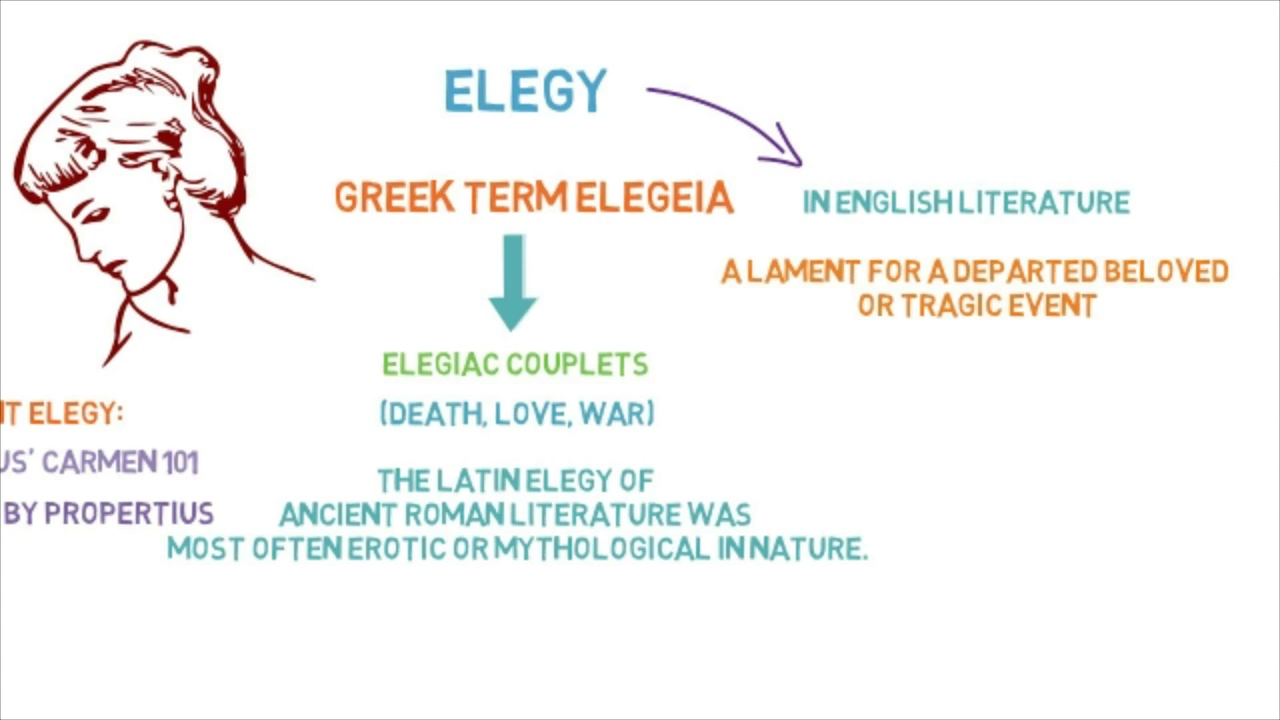 ELEGY
GREEK TERM ELEGEIA
IN ENGLISH LITERATURE
A LAMENT FOR A DEPARTED BELOVED
OR TRAGIC EVENT
ELEGIAC COUPLETS
(DEATH, LOVE, WAR)
THE LATIN ELEGY OF
ANCIENT ROMAN LITERATURE WAS
MOST OFTEN EROTIC OR MYTHOLOGICAL IN NATURE.
ELEGY:
CARMEN 101
BY PROPERTIUS